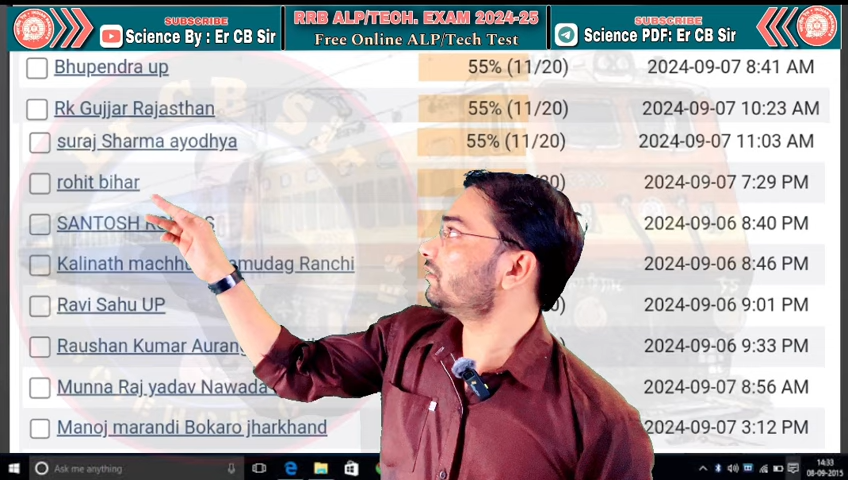 SUBSCRIBE
Science By : Er CB Sir
RRB ALP/TECH. EXAM 2024-25
Free Online ALP/Tech Test
SUBSCRIBE
Science PDF: Er CB Sir
Bhupendra up 55% (11/20) 2024-09-07 8:41 AM
Rk Gujjar Rajasthan 55% (11/20) 2024-09-07 10:23 AM
suraj Sharma ayodhya 55% (11/20) 2024-09-07 11:03 AM
rohit bihar 2024-09-07 7:29 PM
SANTOSH 2024-09-06 8:40 PM
Kalinath Ranchi 2024-09-06 8:46 PM
Ravi Sahu UP 2024-09-06 9:01 PM
Raushan Kumar 2024-09-06 9:33 PM
Munna Raj yadav Nawada 2024-09-07 8:56 AM
Manoj marandi Bokaro jharkhand 2024-09-07 3:12 PM
Ask me anything
14:33
08-09-2015